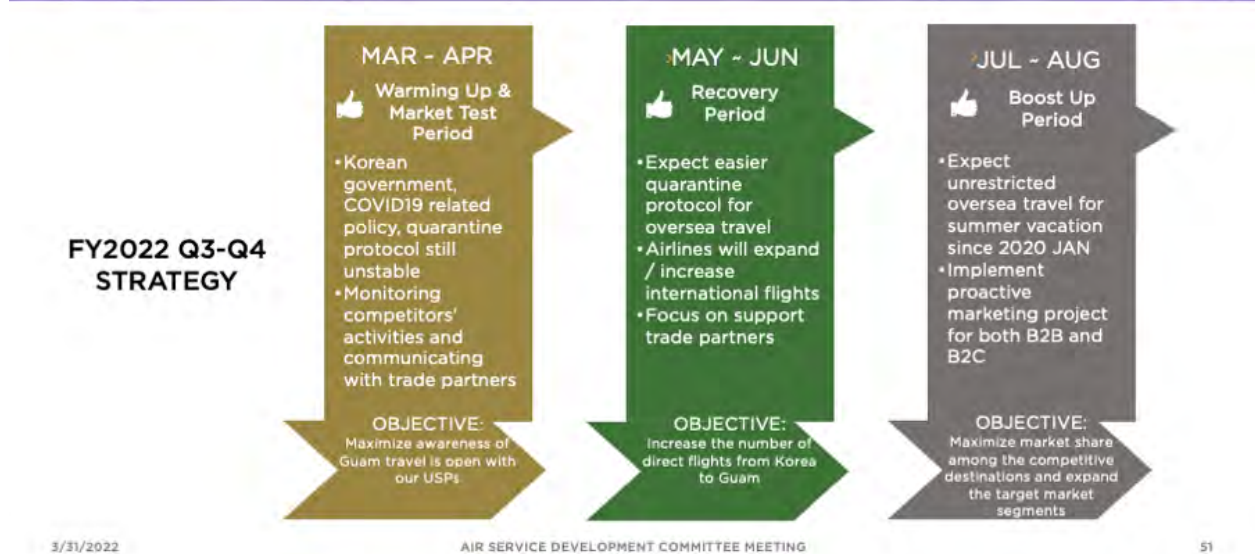 FY2022 Q3-Q4
STRATEGY
MAR ~ APR
Warming Up &
Market Test
Period
•Korean
government,
COVID19 related
policy, quarantine
protocol still
unstable
•Monitoring
competitors'
activities and
communicating
with trade partners
OBJECTIVE:
Maximize awareness of
Guam travel is open with
our USPs
›MAY ~ JUN
Recovery
Period
•Expect easier
quarantine
protocol for
oversea travel
•Airlines will expand
/ increase
international flights
•Focus on support
trade partners
OBJECTIVE:
Increase the number of
direct flights from Korea
to Guam
›JUL ~ AUG
Boost Up
Period
•Expect
unrestricted
oversea travel for
summer vacation
since 2020 JAN
•Implement
proactive
marketing project
for both B2B and
B2C
OBJECTIVE:
Maximize market share
among the competitive
destinations and expand
the target market
segments
3/31/2022
AIR SERVICE DEVELOPMENT COMMITTEE MEETING
51